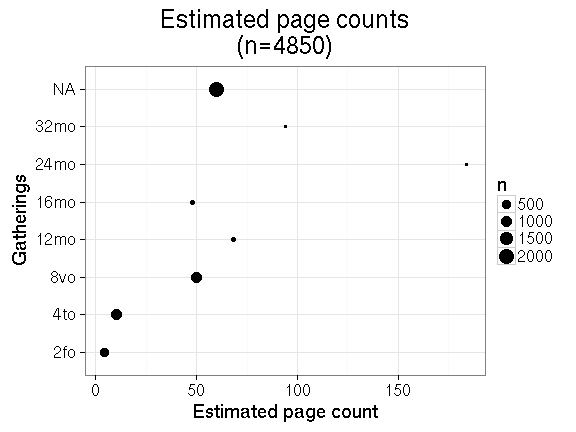 Estimated page counts
(n=4850)
NA
32mo
24mo
16mo
12mo
8vo
4to
2fo
Gatherings
0 50 100 150
Estimated page count
n
500
1000
1500
2000